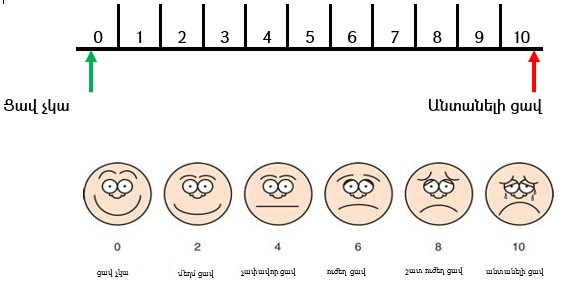 0 1 2 3 4 5 6 7 8 9 10
Ցավ չկա Անտանելի ցավ
0 2 4 6 8 10
ցավ չկա մեղմ ցավ չափավոր ցավ ուժեղ ցավ շատ ուժեղ ցավ անտանելի ցավ